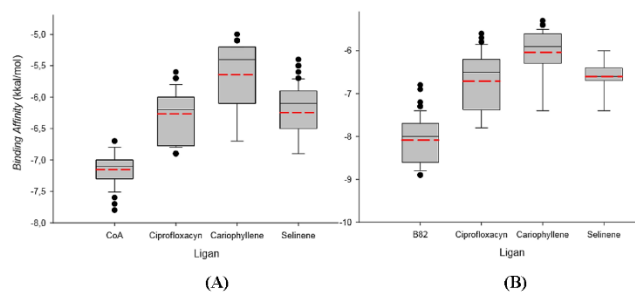 Binding Affinity (kkal/mol)
-5,0
-5,5
-6,0
-6,5
-7,0
-7,5
-8,0
CoA Ciprofloxacyn Cariophyllene Selinene
Ligan
(A)
-6
-7
-8
-9
-10
B82 Ciprofloxacyn Cariophyllene Selinene
Ligan
(B)